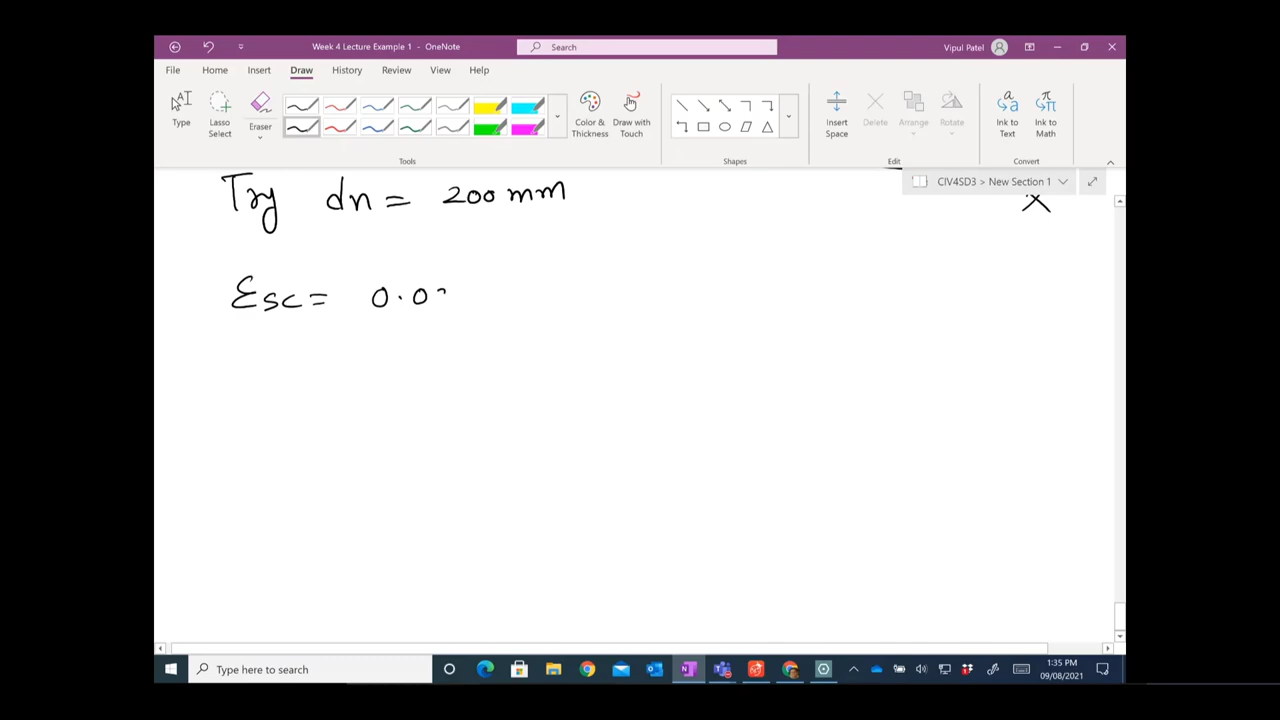 Week 4 Lecture Example 1 - OneNote
Search
Vipul Patel
File Home Insert Draw History Review View Help
Type
Lasso Select
Eraser
Color & Thickness
Draw with Touch
Insert Space
Delete
Arrange
Rotate
Ink to Text
Ink to Math
Tools
Shapes
Edit
Convert
CIV4SD3 > New Section 1
Try dn = 200 mm
x
Ɛsc = 0.0
Type here to search
1:35 PM
09/08/2021